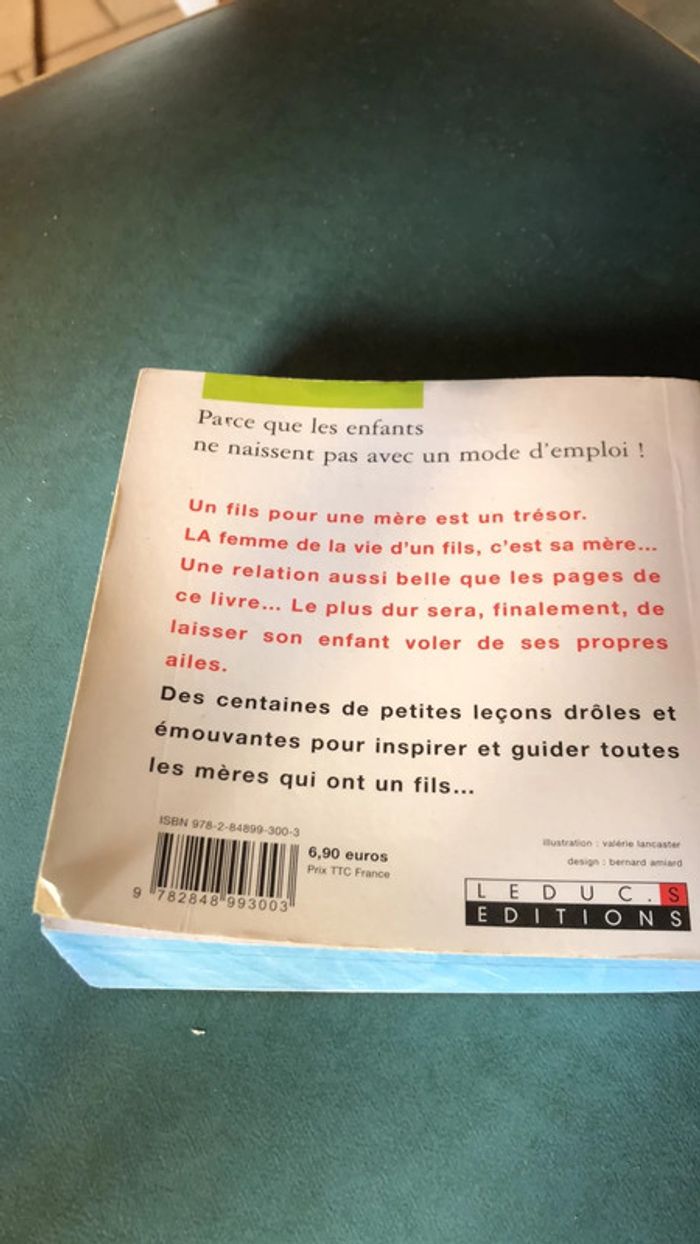 Parce que les enfants
ne naissent pas avec un mode d'emploi !
Un fils pour une mère est un trésor.
LA femme de la vie d'un fils, c'est sa mère...
Une relation aussi belle que les pages de
ce livre... Le plus dur sera, finalement, de
laisser son enfant voler de ses propres
ailes.
Des centaines de petites leçons drôles et
émouvantes pour inspirer et guider toutes
les mères qui ont un fils...
ISBN 978-2-84899-300-3
9 782848 993003
6,90 euros
Prix TTC France
illustration : valérie lancaster
design : bernard amiard
LEDUC.S
EDITIONS